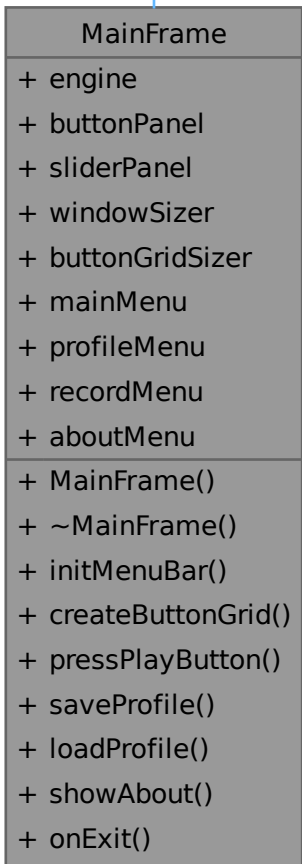 MainFrame
+ engine
+ buttonPanel
+ sliderPanel
+ windowSizer
+ buttonGridSizer
+ mainMenu
+ profileMenu
+ recordMenu
+ aboutMenu
+ MainFrame()
+ ~MainFrame()
+ initMenuBar()
+ createButtonGrid()
+ pressPlayButton()
+ saveProfile()
+ loadProfile()
+ showAbout()
+ onExit()